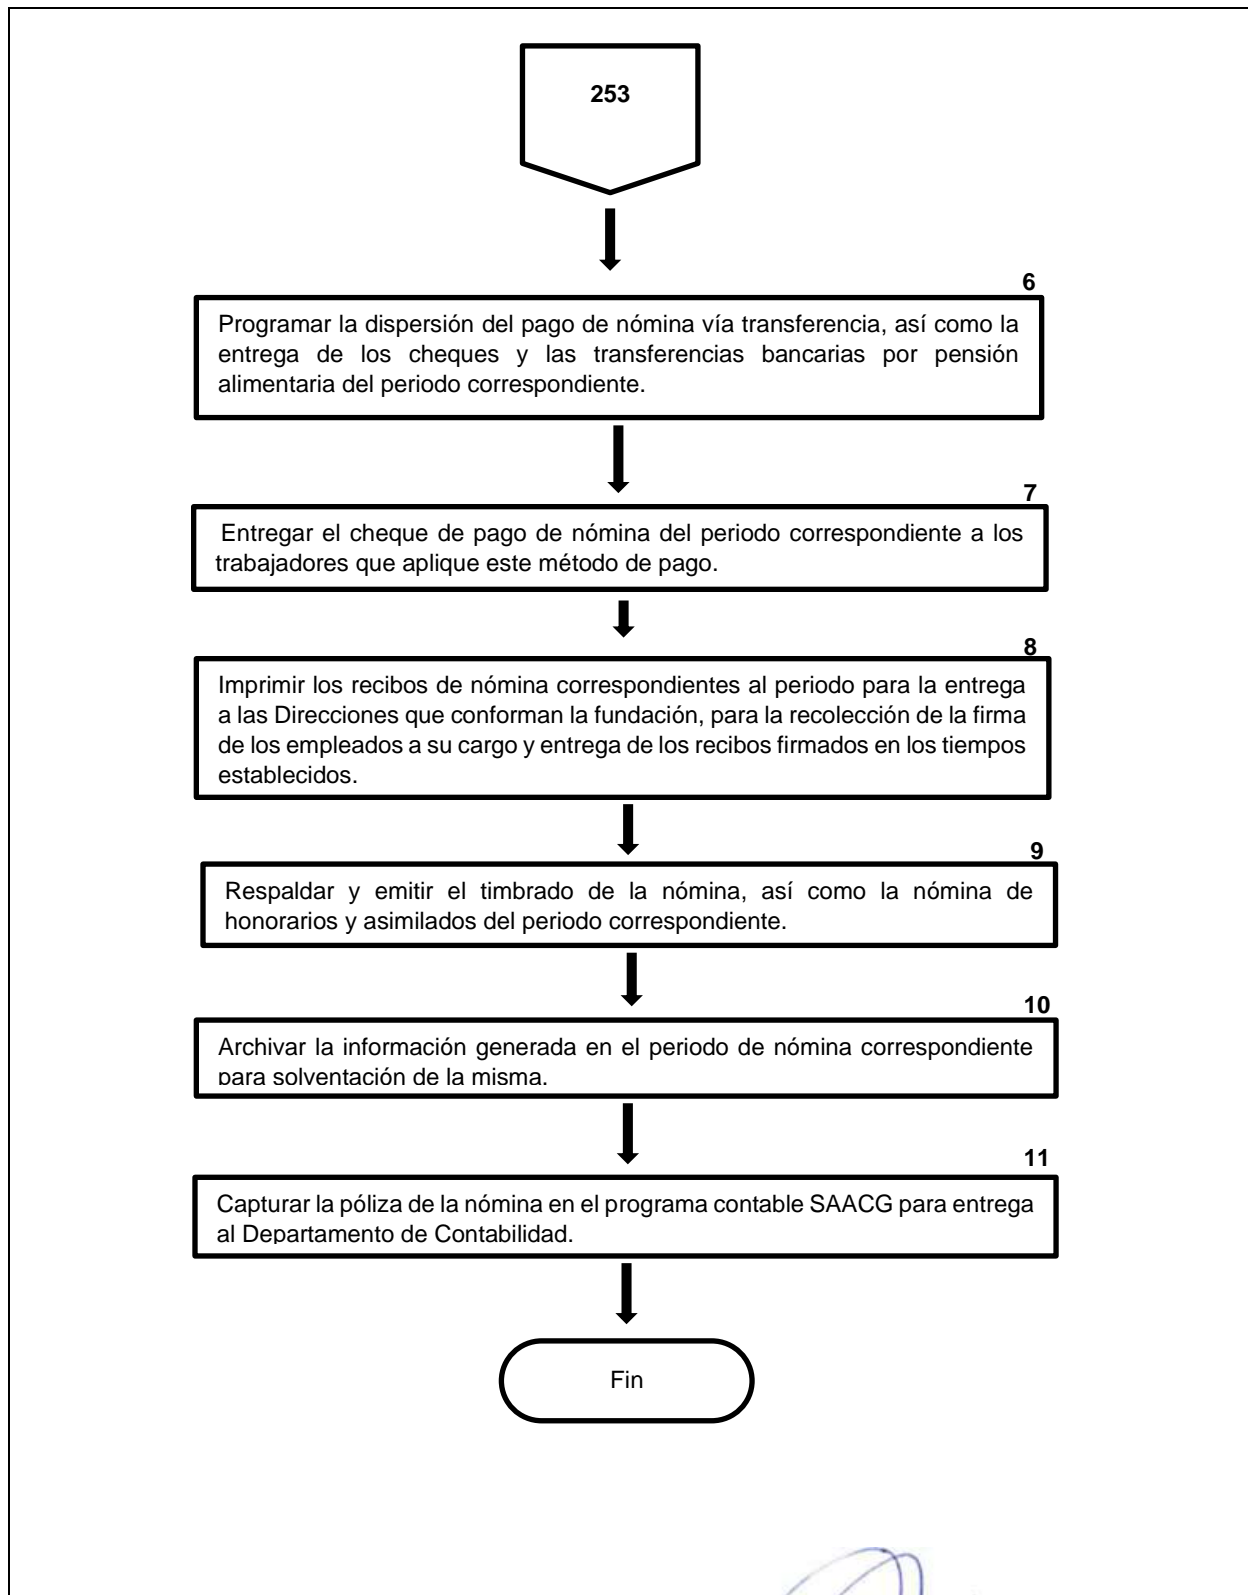 253
6
Programar la dispersión del pago de nómina vía transferencia, así como la
entrega de los cheques y las transferencias bancarias por pensión
alimentaria del periodo correspondiente.
7
Entregar el cheque de pago de nómina del periodo correspondiente a los
trabajadores que aplique este método de pago.
8
Imprimir los recibos de nómina correspondientes al periodo para la entrega
a las Direcciones que conforman la fundación, para la recolección de la firma
de los empleados a su cargo y entrega de los recibos firmados en los tiempos
establecidos.
9
Respaldar y emitir el timbrado de la nómina, así como la nómina de
honorarios y asimilados del periodo correspondiente.
10
Archivar la información generada en el periodo de nómina correspondiente
para solventación de la misma.
11
Capturar la póliza de la nómina en el programa contable SAACG para entrega
al Departamento de Contabilidad.
Fin